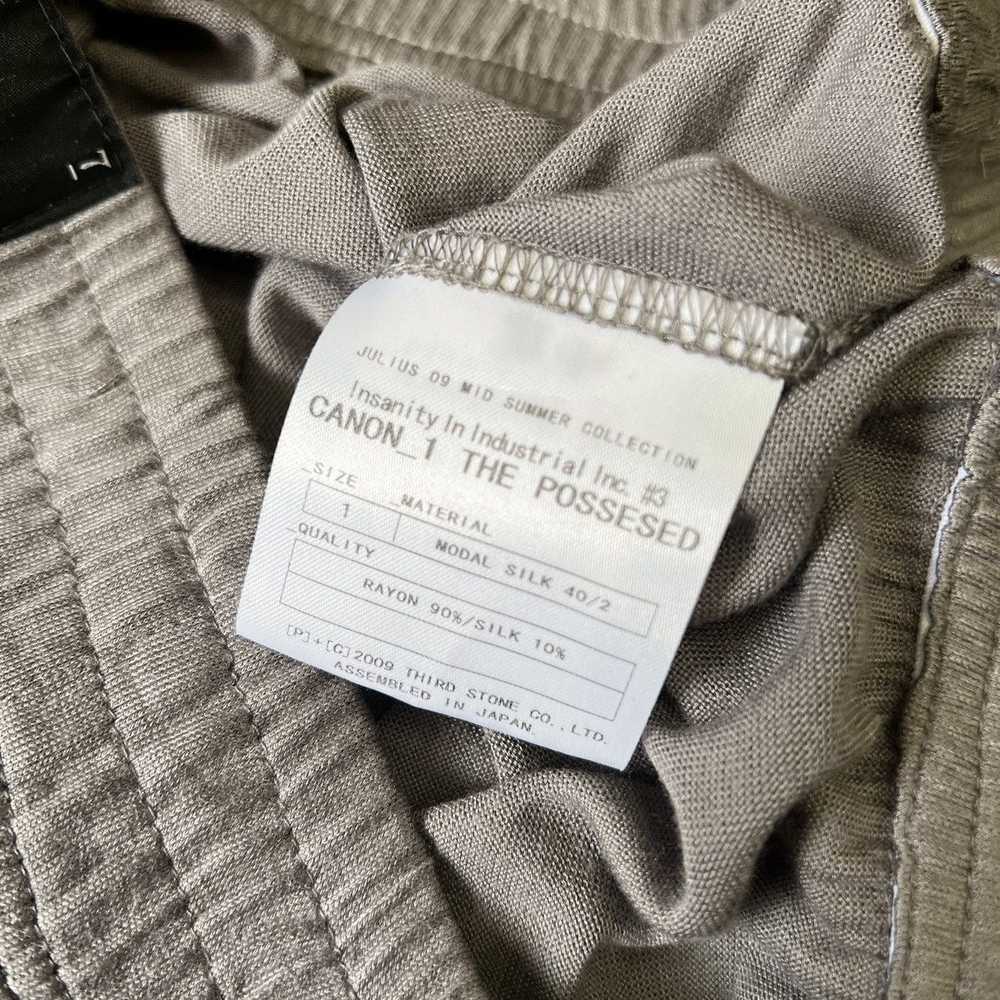 JULIUS 09 MID SUMMER COLLECTION
Insanity In Industrial Inc. #3
CANON_1 THE POSSESED
_SIZE _MATERIAL
1 MODAL SILK 40/2
_QUALITY
RAYON 90%/SILK 10%
[P]+[C]2009 THIRD STONE CO.,LTD.
ASSEMBLED IN JAPAN.